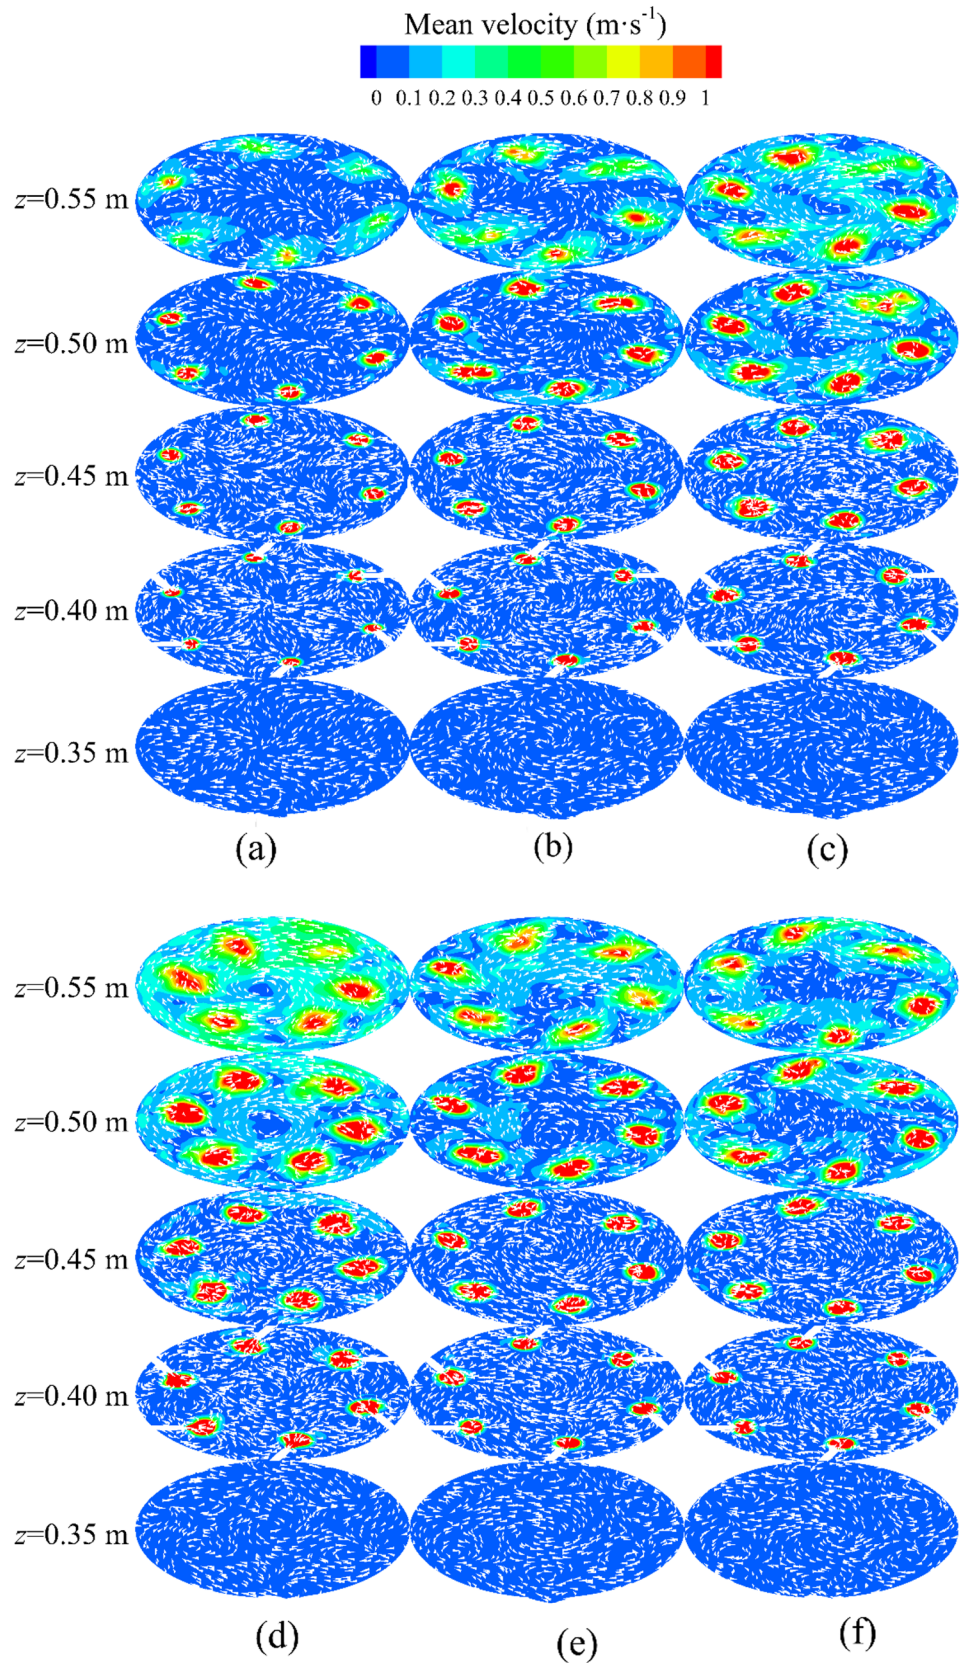 Mean velocity (m·s⁻¹)
0 0.1 0.2 0.3 0.4 0.5 0.6 0.7 0.8 0.9 1
z=0.55 m
z=0.50 m
z=0.45 m
z=0.40 m
z=0.35 m
(a) (b) (c)
z=0.55 m
z=0.50 m
z=0.45 m
z=0.40 m
z=0.35 m
(d) (e) (f)